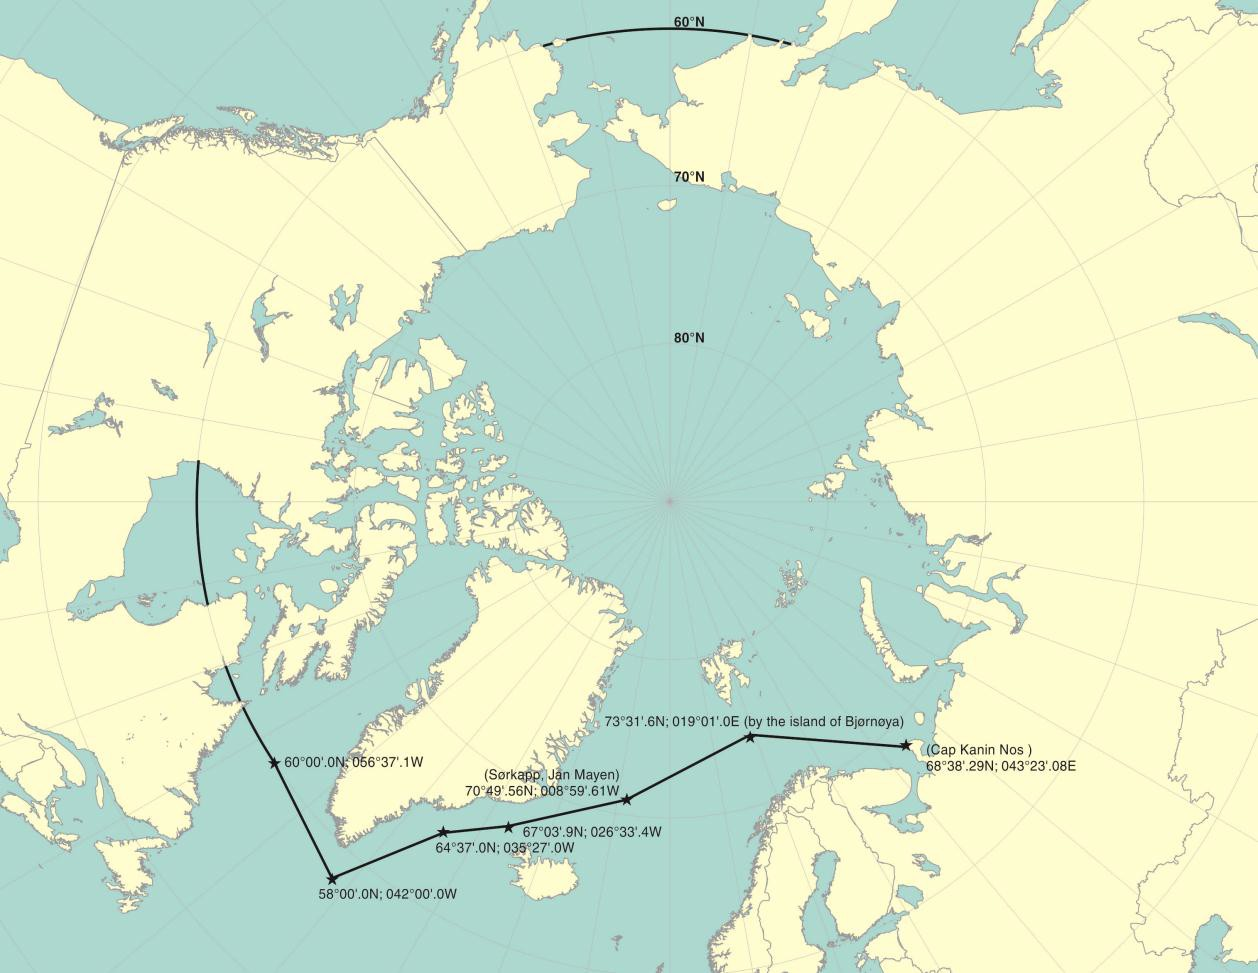 60°N
70°N
80°N
73°31'.6N; 019°01'.0E (by the island of Bjørnøya)
(Cap Kanin Nos )
68°38'.29N; 043°23'.08E
60°00'.0N; 056°37'.1W
(Sørkapp, Jan Mayen)
70°49'.56N; 008°59'.61W
67°03'.9N; 026°33'.4W
64°37'.0N; 035°27'.0W
58°00'.0N; 042°00'.0W